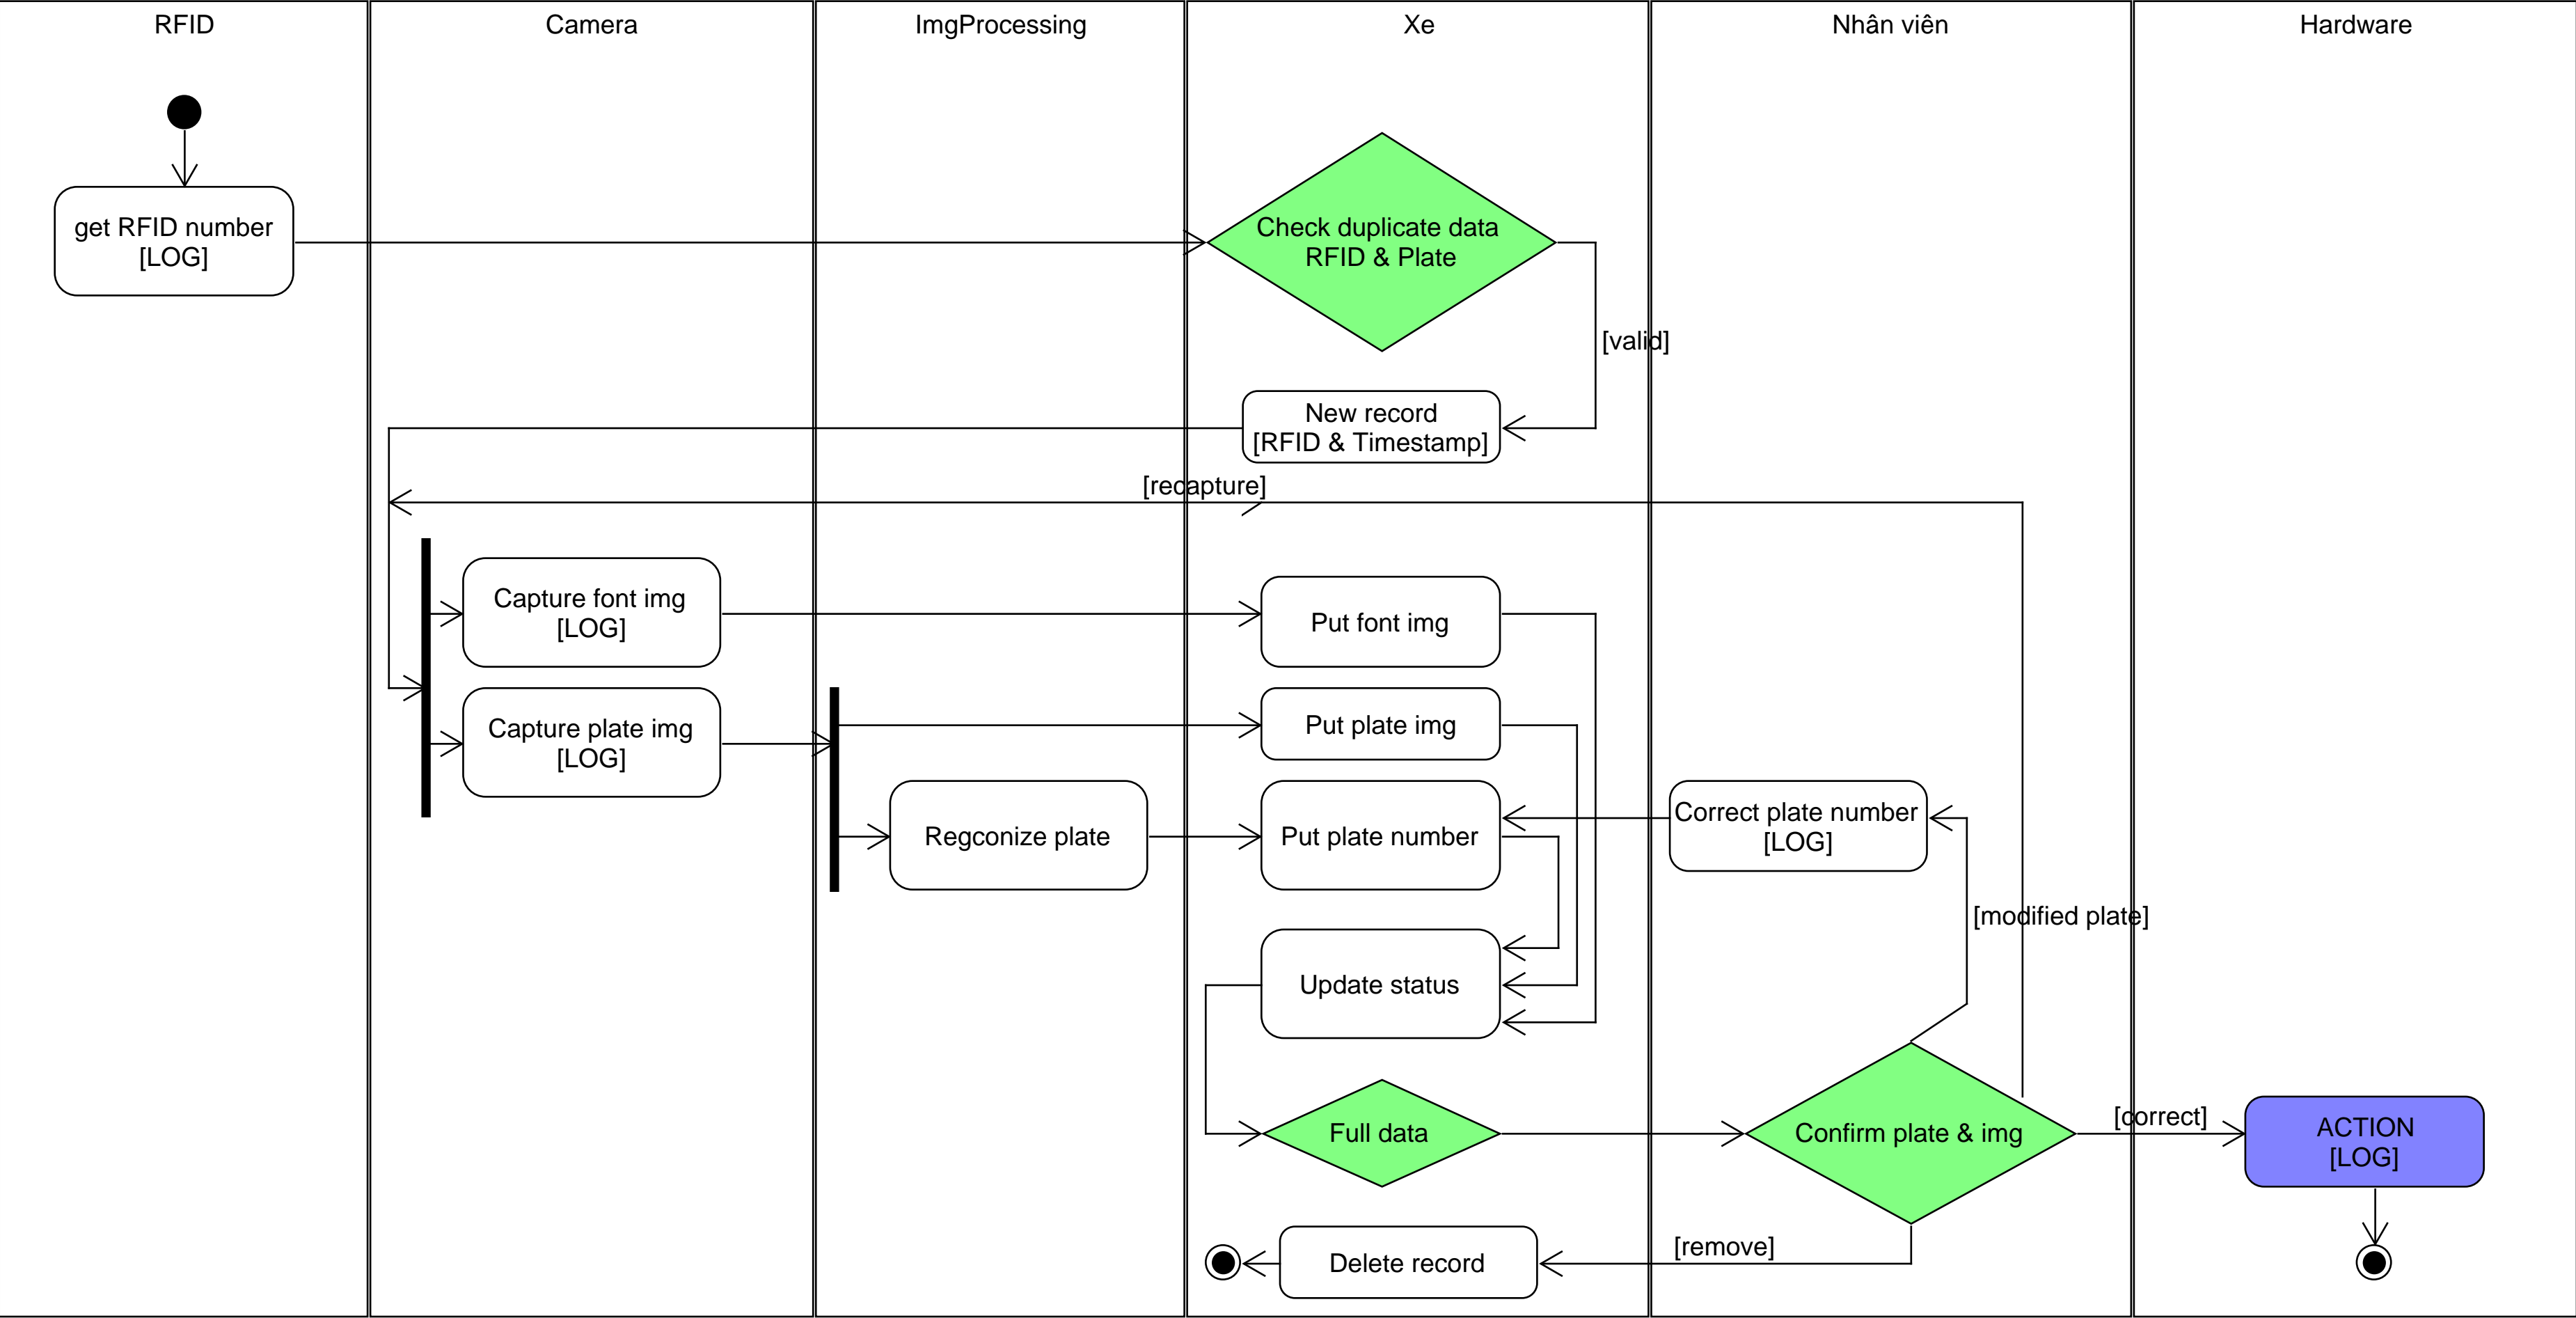 RFID
Camera
ImgProcessing
Xe
Nhân viên
Hardware
get RFID number
[LOG]
Check duplicate data
RFID & Plate
[valid]
New record
[RFID & Timestamp]
[recapture]
Capture font img
[LOG]
Put font img
Capture plate img
[LOG]
Put plate img
Regconize plate
Put plate number
Correct plate number
[LOG]
[modified plate]
Update status
Full data
Confirm plate & img
[correct]
ACTION
[LOG]
[remove]
Delete record